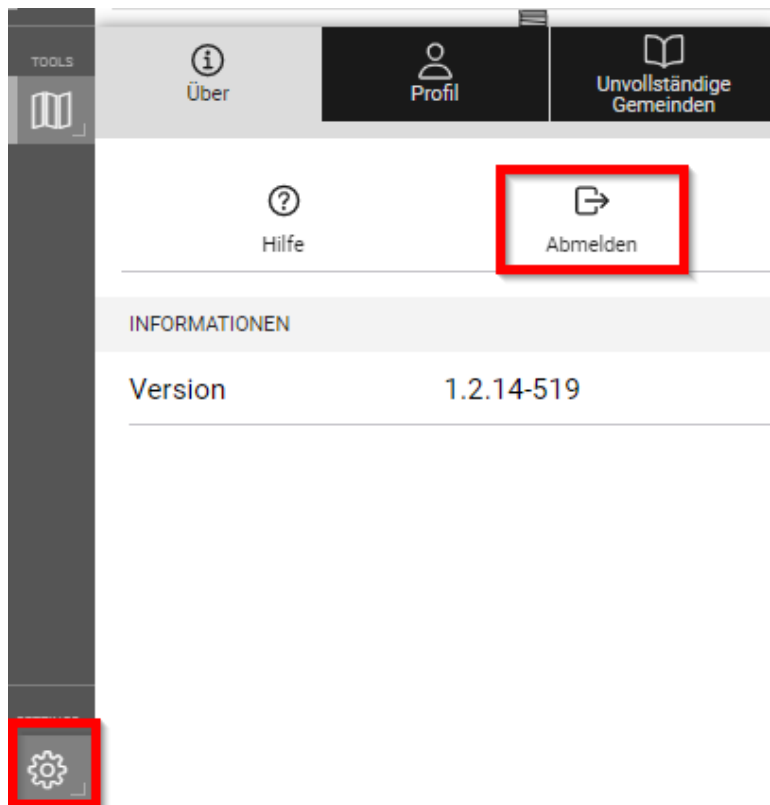 TOOLS
Über
Profil
Unvollständige
Gemeinden
Hilfe
Abmelden
INFORMATIONEN
Version 1.2.14-519